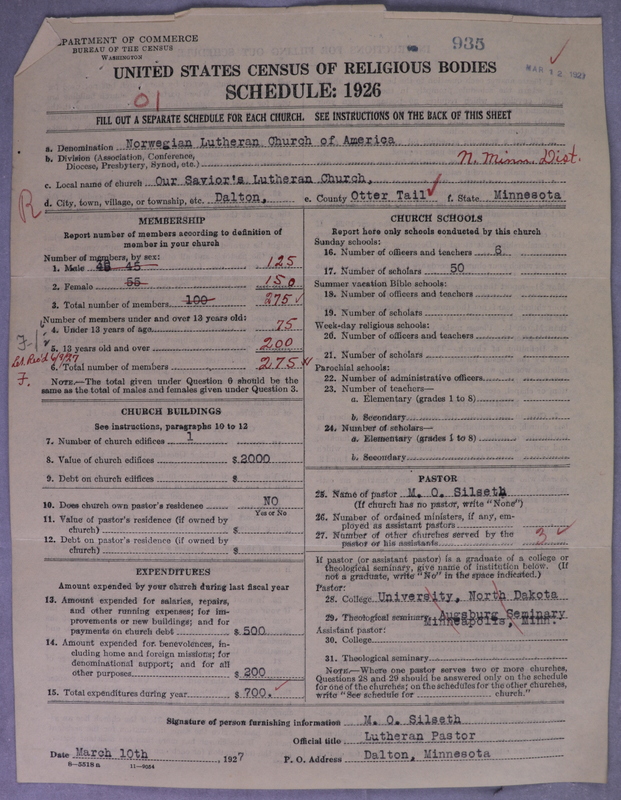 DEPARTMENT OF COMMERCE
BUREAU OF THE CENSUS
WASHINGTON
935
MAR 12 1927
UNITED STATES CENSUS OF RELIGIOUS BODIES
SCHEDULE: 1926
01
FILL OUT A SEPARATE SCHEDULE FOR EACH CHURCH. SEE INSTRUCTIONS ON THE BACK OF THIS SHEET
a. Denomination Norwegian Lutheran Church of America
b. Division (Association, Conference, Diocese, Presbytery, Synod, etc.) N. Minn. Dist.
c. Local name of church Our Savior's Lutheran Church,
R d. City, town, village, or township, etc. Dalton, e. County Otter Tail f. State Minnesota
MEMBERSHIP
Report number of members according to definition of
member in your church
Number of members, by sex:
1. Male 45 125
2. Female 55 150
3. Total number of members 100 275
Number of members under and over 13 years old:
4. Under 13 years of age 75
5. 13 years old and over 200
6. Total number of members 275
NOTE.—The total given under Question 6 should be the
same as the total of males and females given under Question 3.
CHURCH BUILDINGS
See instructions, paragraphs 10 to 12
7. Number of church edifices 1
8. Value of church edifices $ 2000
9. Debt on church edifices $
10. Does church own pastor's residence NO
Yes or No
11. Value of pastor's residence (if owned by
church) $
12. Debt on pastor's residence (if owned by
church) $
EXPENDITURES
Amount expended by your church during last fiscal year
13. Amount expended for salaries, repairs,
and other running expenses; for im-
provements or new buildings; and for
payments on church debt $ 500
14. Amount expended for benevolences, in-
cluding home and foreign missions; for
denominational support; and for all
other purposes $ 200
15. Total expenditures during year $ 700.
CHURCH SCHOOLS
Report here only schools conducted by this church
Sunday schools:
16. Number of officers and teachers 6
17. Number of scholars 50
Summer vacation Bible schools:
18. Number of officers and teachers
19. Number of scholars
Week-day religious schools:
20. Number of officers and teachers
21. Number of scholars
Parochial schools:
22. Number of administrative officers
23. Number of teachers—
a. Elementary (grades 1 to 8)
b. Secondary
24. Number of scholars—
a. Elementary (grades 1 to 8)
b. Secondary
PASTOR
25. Name of pastor M. O. Silseth
(If church has no pastor, write "None")
26. Number of ordained ministers, if any, em-
ployed as assistant pastors
27. Number of other churches served by the
pastor or his assistants 3
If pastor (or assistant pastor) is a graduate of a college or
theological seminary, give name of institution below. (If
not a graduate, write "No" in the space indicated.)
Pastor:
28. College University, North Dakota
29. Theological seminary Augsburg Seminary
Minneapolis, Minn.
Assistant pastor:
30. College
31. Theological seminary
NOTE.—Where one pastor serves two or more churches,
Questions 28 and 29 should be answered only on the schedule
for one of the churches; on the schedules for the other churches,
write "See schedule for church."
Signature of person furnishing information M. O. Silseth
Official title Lutheran Pastor
Date March 10th, 1927 P. O. Address Dalton, Minnesota
8—5518 a 11—9054